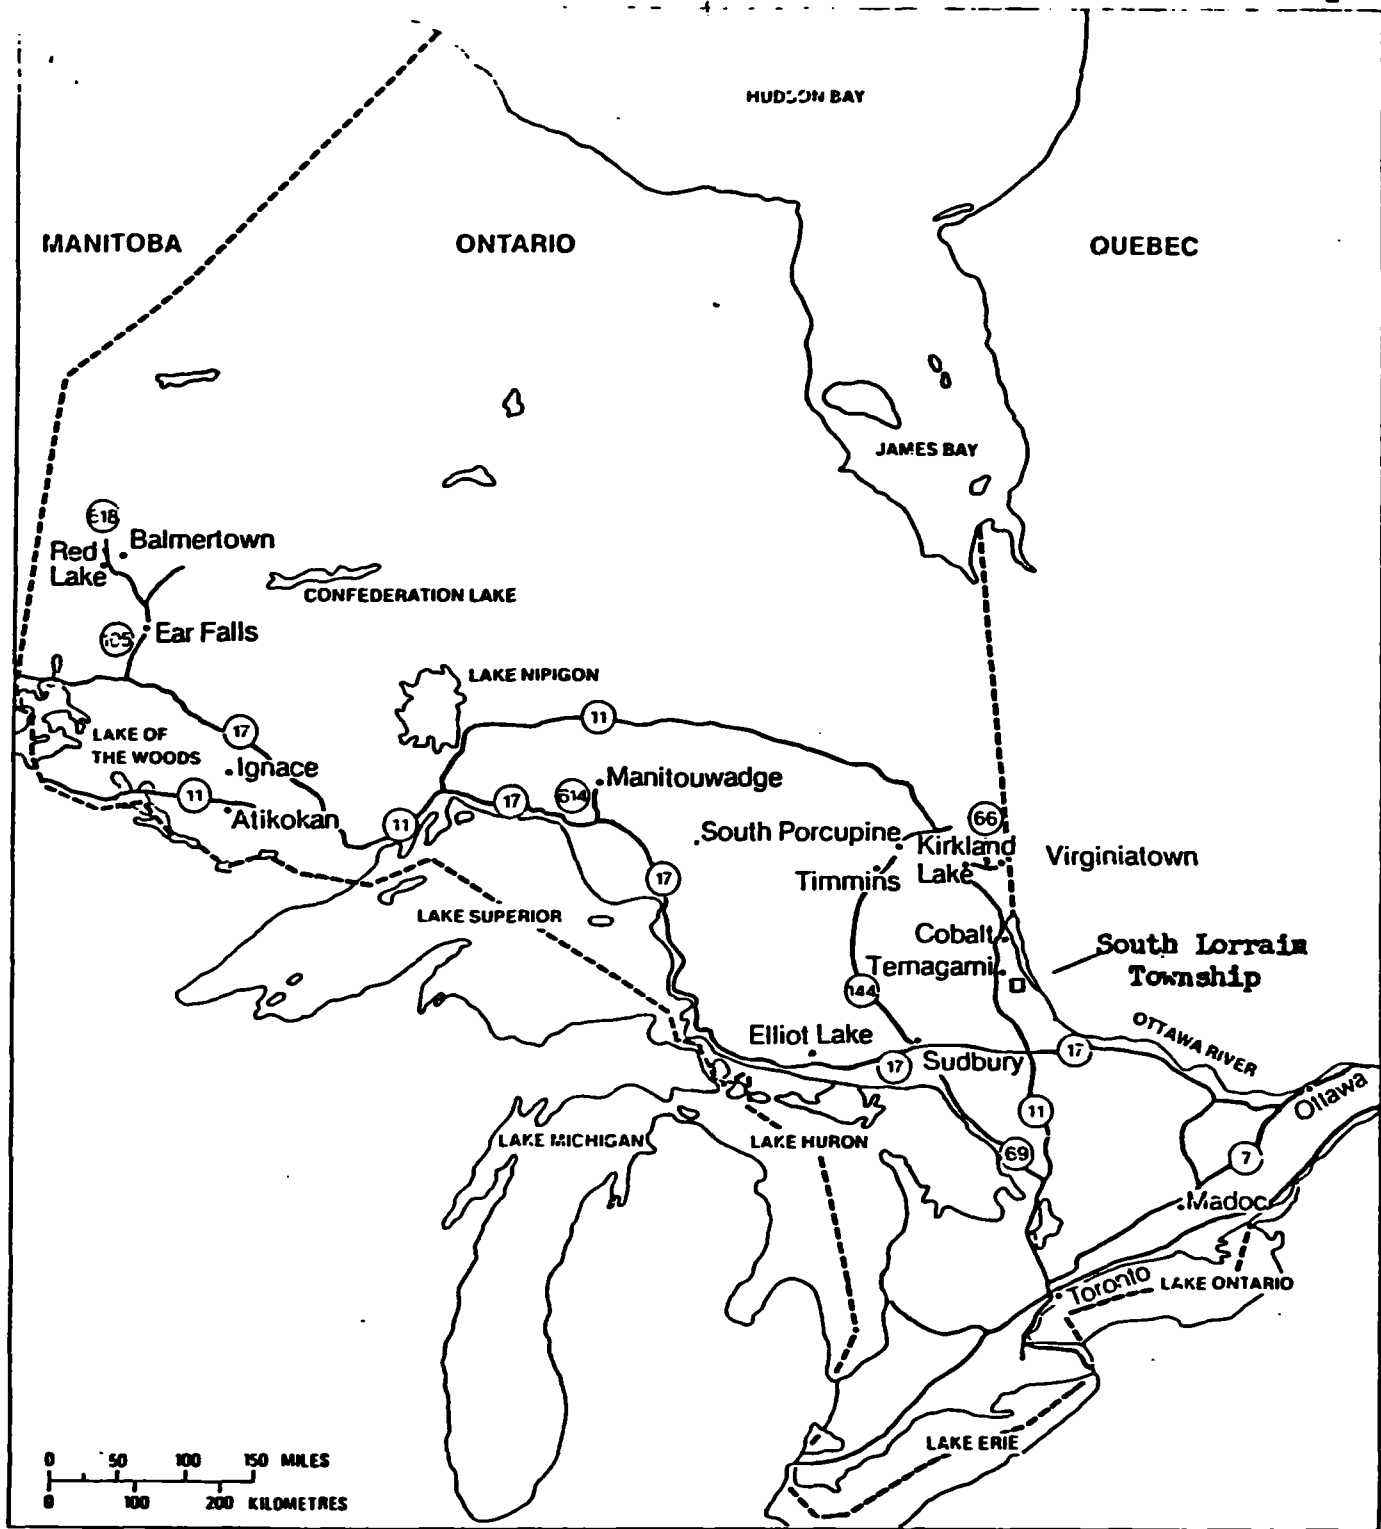 HUDSON BAY
MANITOBA
ONTARIO
QUEBEC
JAMES BAY
618
Balmertown
Red
Lake
CONFEDERATION LAKE
105
Ear Falls
LAKE NIPIGON
11
LAKE OF
THE WOODS
17
Ignace
Manitouwadge
614
17
11
Atikokan
11
66
South Porcupine
Kirkland
Lake
Virginiatown
Timmins
17
LAKE SUPERIOR
Cobalt
Temagami
South Lorrain
Township
144
OTTAWA RIVER
Elliot Lake
17
Sudbury
17
Ottawa
11
LAKE MICHIGAN
LAKE HURON
69
7
Madoc
Toronto
LAKE ONTARIO
LAKE ERIE
0 50 100 150 MILES
0 100 200 KILOMETRES